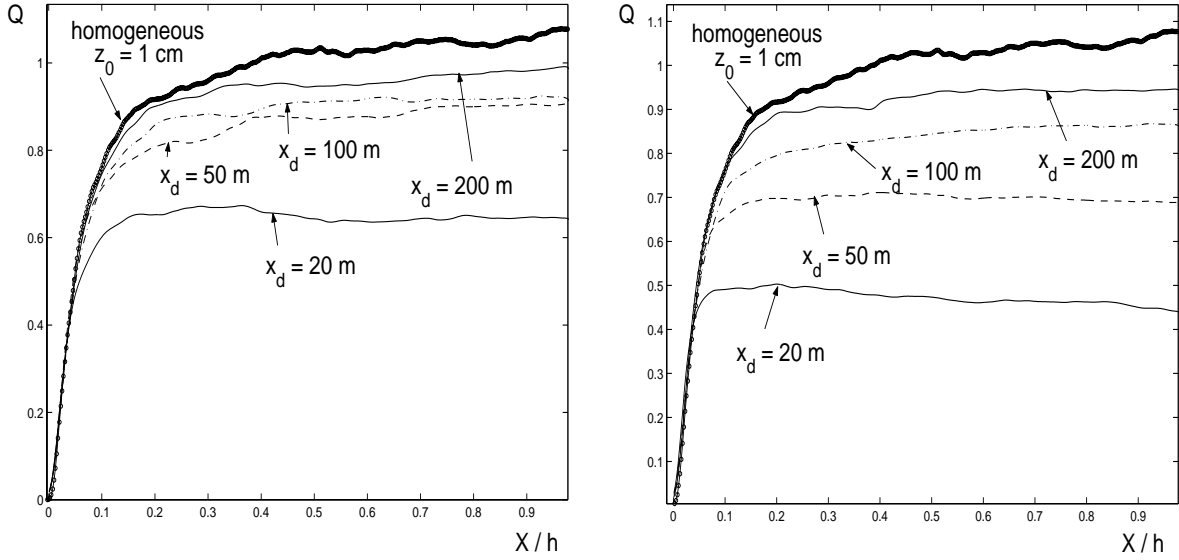 Q
homogeneous
z0 = 1 cm
xd = 100 m
xd = 50 m
xd = 200 m
xd = 20 m
1
0.8
0.6
0.4
0.2
0
0 0.1 0.2 0.3 0.4 0.5 0.6 0.7 0.8 0.9
X / h
Q
homogeneous
z0 = 1 cm
xd = 200 m
xd = 100 m
xd = 50 m
xd = 20 m
1.1
1
0.9
0.8
0.7
0.6
0.5
0.4
0.3
0.2
0.1
0 0.1 0.2 0.3 0.4 0.5 0.6 0.7 0.8 0.9
X / h